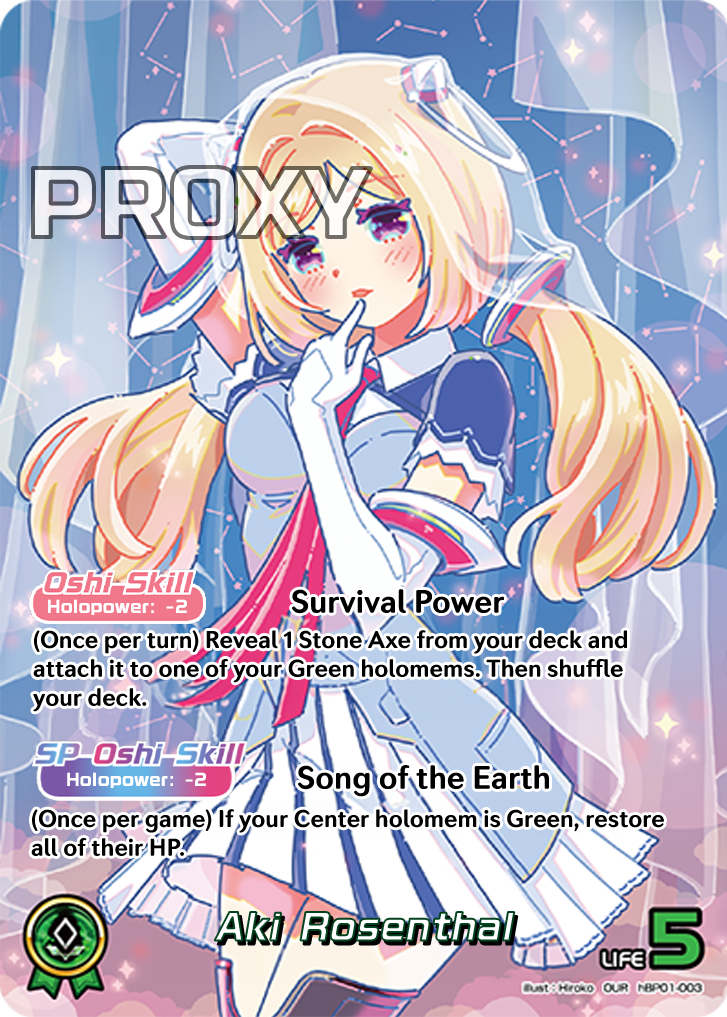 PROXY
Oshi Skill
Holopower: -2
Survival Power
(Once per turn) Reveal 1 Stone Axe from your deck and
attach it to one of your Green holomems. Then shuffle
your deck.
SP Oshi Skill
Holopower: -2
Song of the Earth
(Once per game) If your Center holomem is Green, restore
all of their HP.
Aki Rosenthal
LIFE 5
illust : Hiroko OUR hBP01-003